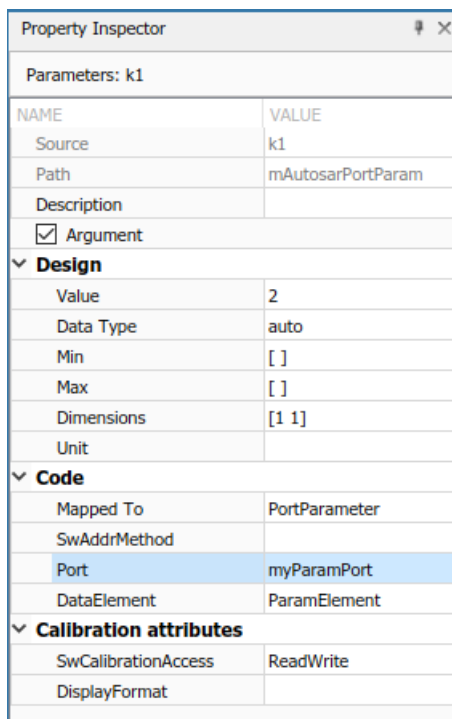 Property Inspector
Parameters: k1
NAME VALUE
Source k1
Path mAutosarPortParam
Description
Argument
Design
Value 2
Data Type auto
Min [ ]
Max [ ]
Dimensions [1 1]
Unit
Code
Mapped To PortParameter
SwAddrMethod
Port myParamPort
DataElement ParamElement
Calibration attributes
SwCalibrationAccess ReadWrite
DisplayFormat